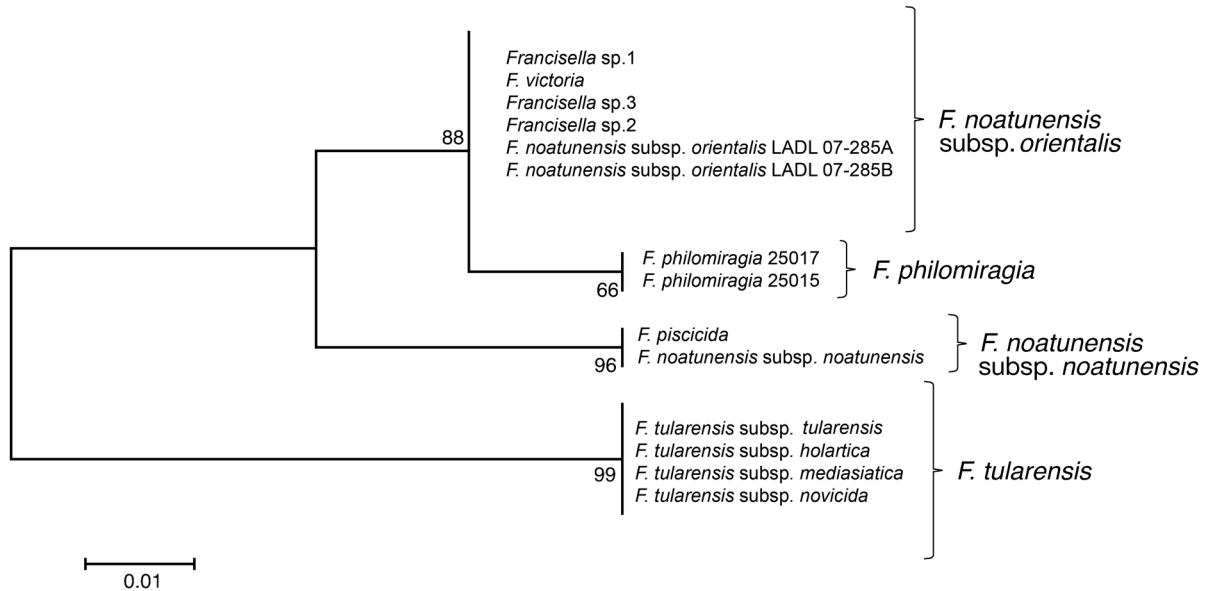 Francisella sp.1
F. victoria
Francisella sp.3
Francisella sp.2
F. noatunensis subsp. orientalis LADL 07-285A
F. noatunensis subsp. orientalis LADL 07-285B
88
F. noatunensis
subsp. orientalis
F. philomiragia 25017
F. philomiragia 25015
66
F. philomiragia
F. piscicida
F. noatunensis subsp. noatunensis
96
F. noatunensis
subsp. noatunensis
F. tularensis subsp. tularensis
F. tularensis subsp. holartica
F. tularensis subsp. mediasiatica
F. tularensis subsp. novicida
99
F. tularensis
0.01